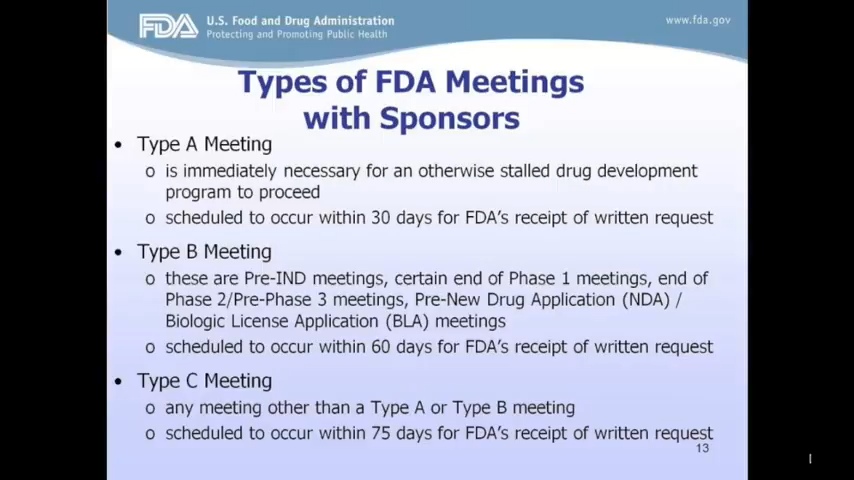 FDA U.S. Food and Drug Administration
Protecting and Promoting Public Health
www.fda.gov
Types of FDA Meetings
with Sponsors
• Type A Meeting
o is immediately necessary for an otherwise stalled drug development
program to proceed
o scheduled to occur within 30 days for FDA's receipt of written request
• Type B Meeting
o these are Pre-IND meetings, certain end of Phase 1 meetings, end of
Phase 2/Pre-Phase 3 meetings, Pre-New Drug Application (NDA) /
Biologic License Application (BLA) meetings
o scheduled to occur within 60 days for FDA's receipt of written request
• Type C Meeting
o any meeting other than a Type A or Type B meeting
o scheduled to occur within 75 days for FDA's receipt of written request
13